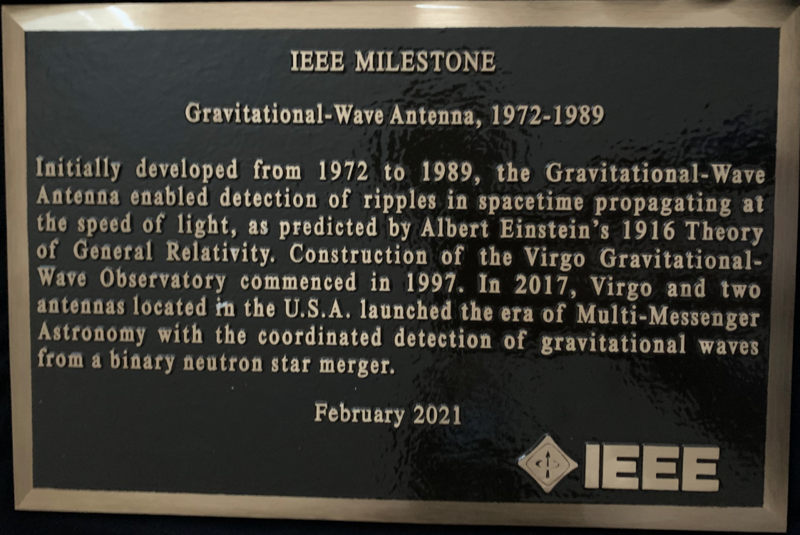 IEEE MILESTONE
Gravitational-Wave Antenna, 1972-1989
Initially developed from 1972 to 1989, the Gravitational-Wave
Antenna enabled detection of ripples in spacetime propagating at
the speed of light, as predicted by Albert Einstein's 1916 Theory
of General Relativity. Construction of the Virgo Gravitational-
Wave Observatory commenced in 1997. In 2017, Virgo and two
antennas located in the U.S.A. launched the era of Multi-Messenger
Astronomy with the coordinated detection of gravitational waves
from a binary neutron star merger.
February 2021
IEEE